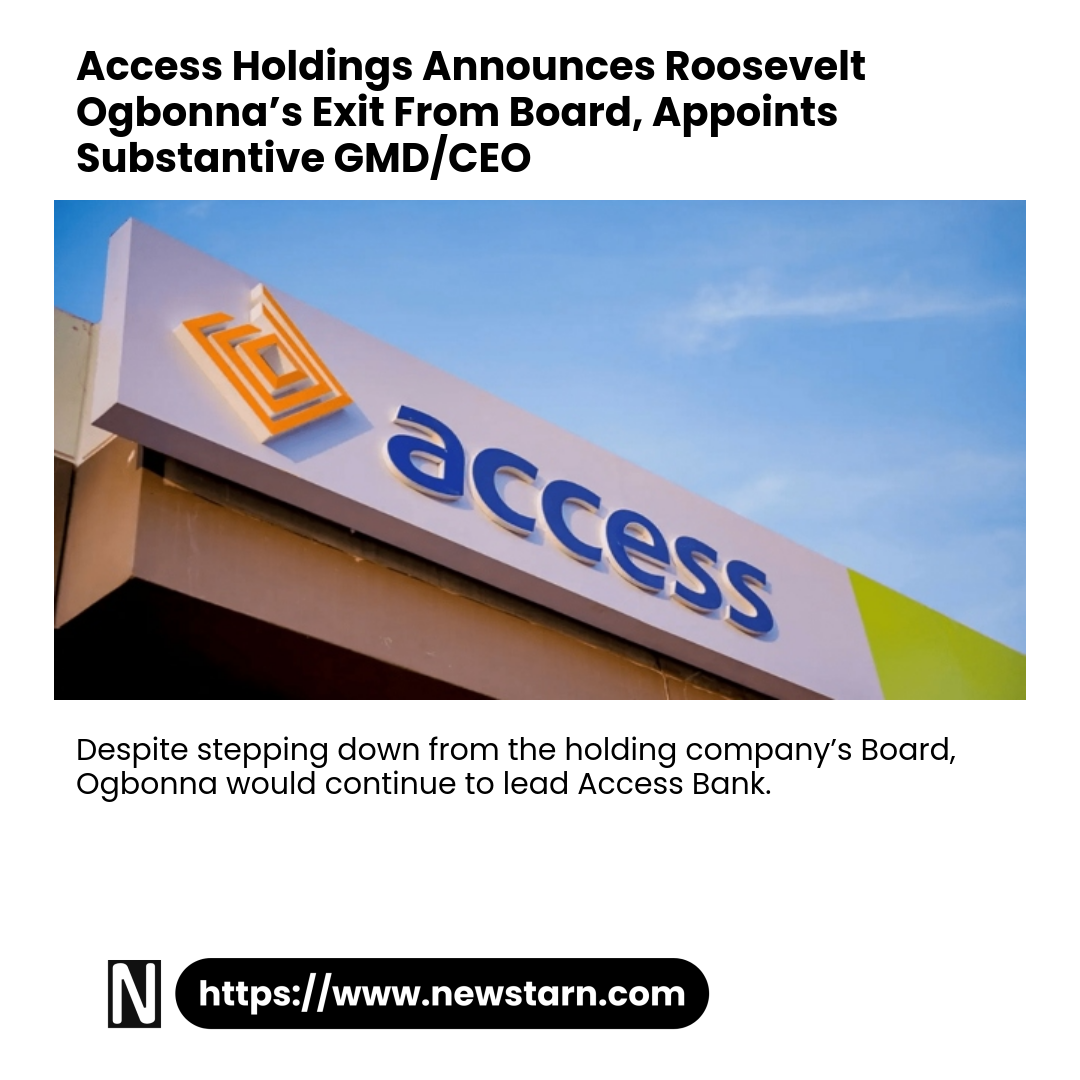 Access Holdings Announces Roosevelt
Ogbonna’s Exit From Board, Appoints
Substantive GMD/CEO
access
Despite stepping down from the holding company’s Board,
Ogbonna would continue to lead Access Bank.
N
https://www.newstarn.com